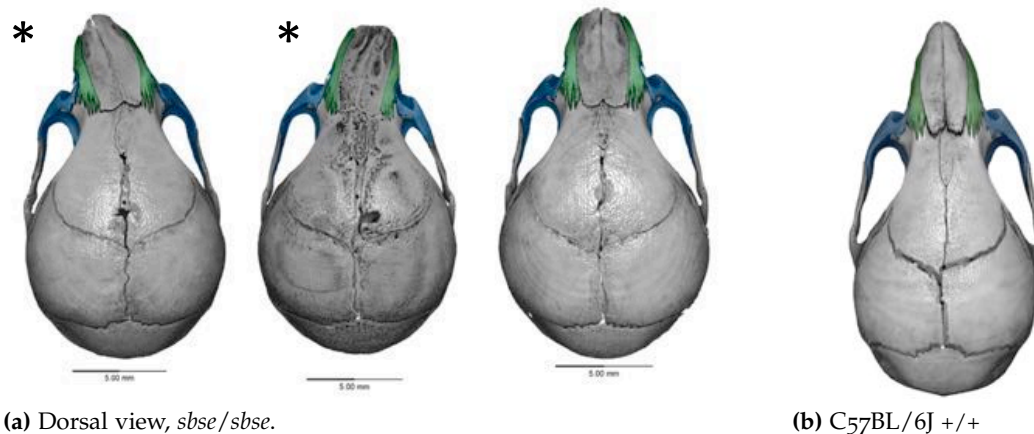 * *
5.00 mm 5.00 mm 5.00 mm
(a) Dorsal view, sbse/sbse.
(b) C57BL/6J +/+